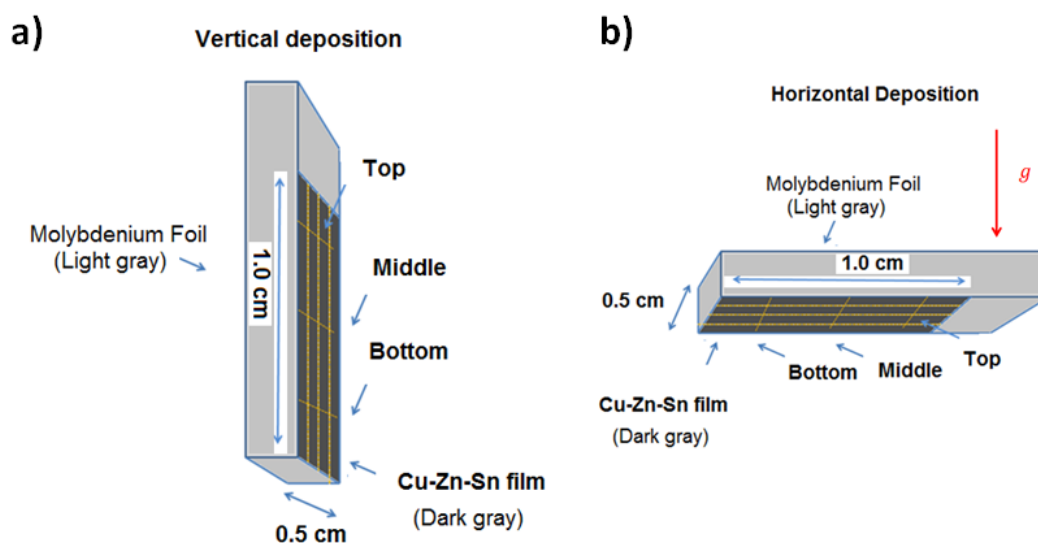 a)
Vertical deposition
Top
Molybdenium Foil
(Light gray)
1.0 cm
Middle
Bottom
Cu-Zn-Sn film
(Dark gray)
0.5 cm
b)
Horizontal Deposition
g
Molybdenium Foil
(Light gray)
1.0 cm
0.5 cm
Top
Middle
Bottom
Cu-Zn-Sn film
(Dark gray)